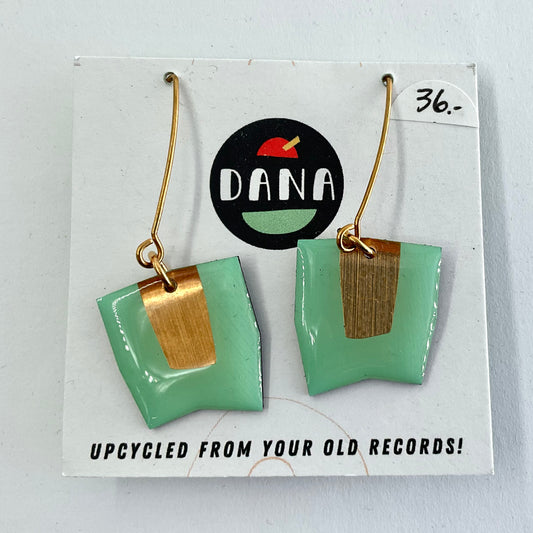 36.-
DANA
UPCYCLED FROM YOUR OLD RECORDS!